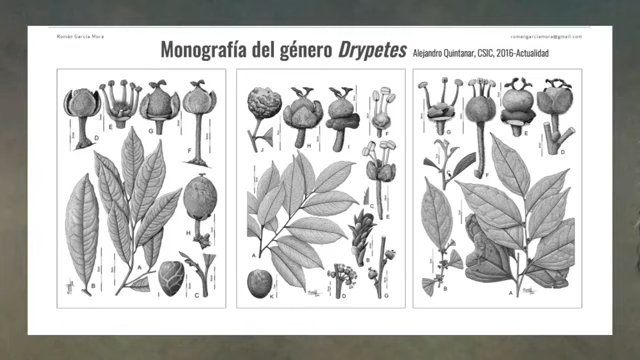 Román García Mora
romangarciamora@gmail.com
Monografía del género Drypetes Alejandro Quintanar, CSIC, 2016-Actualidad
D
E
G
F
H
A
B
I
C
H
I
F
E
C
A
B
K
D
G
G
F
E
D
B
A